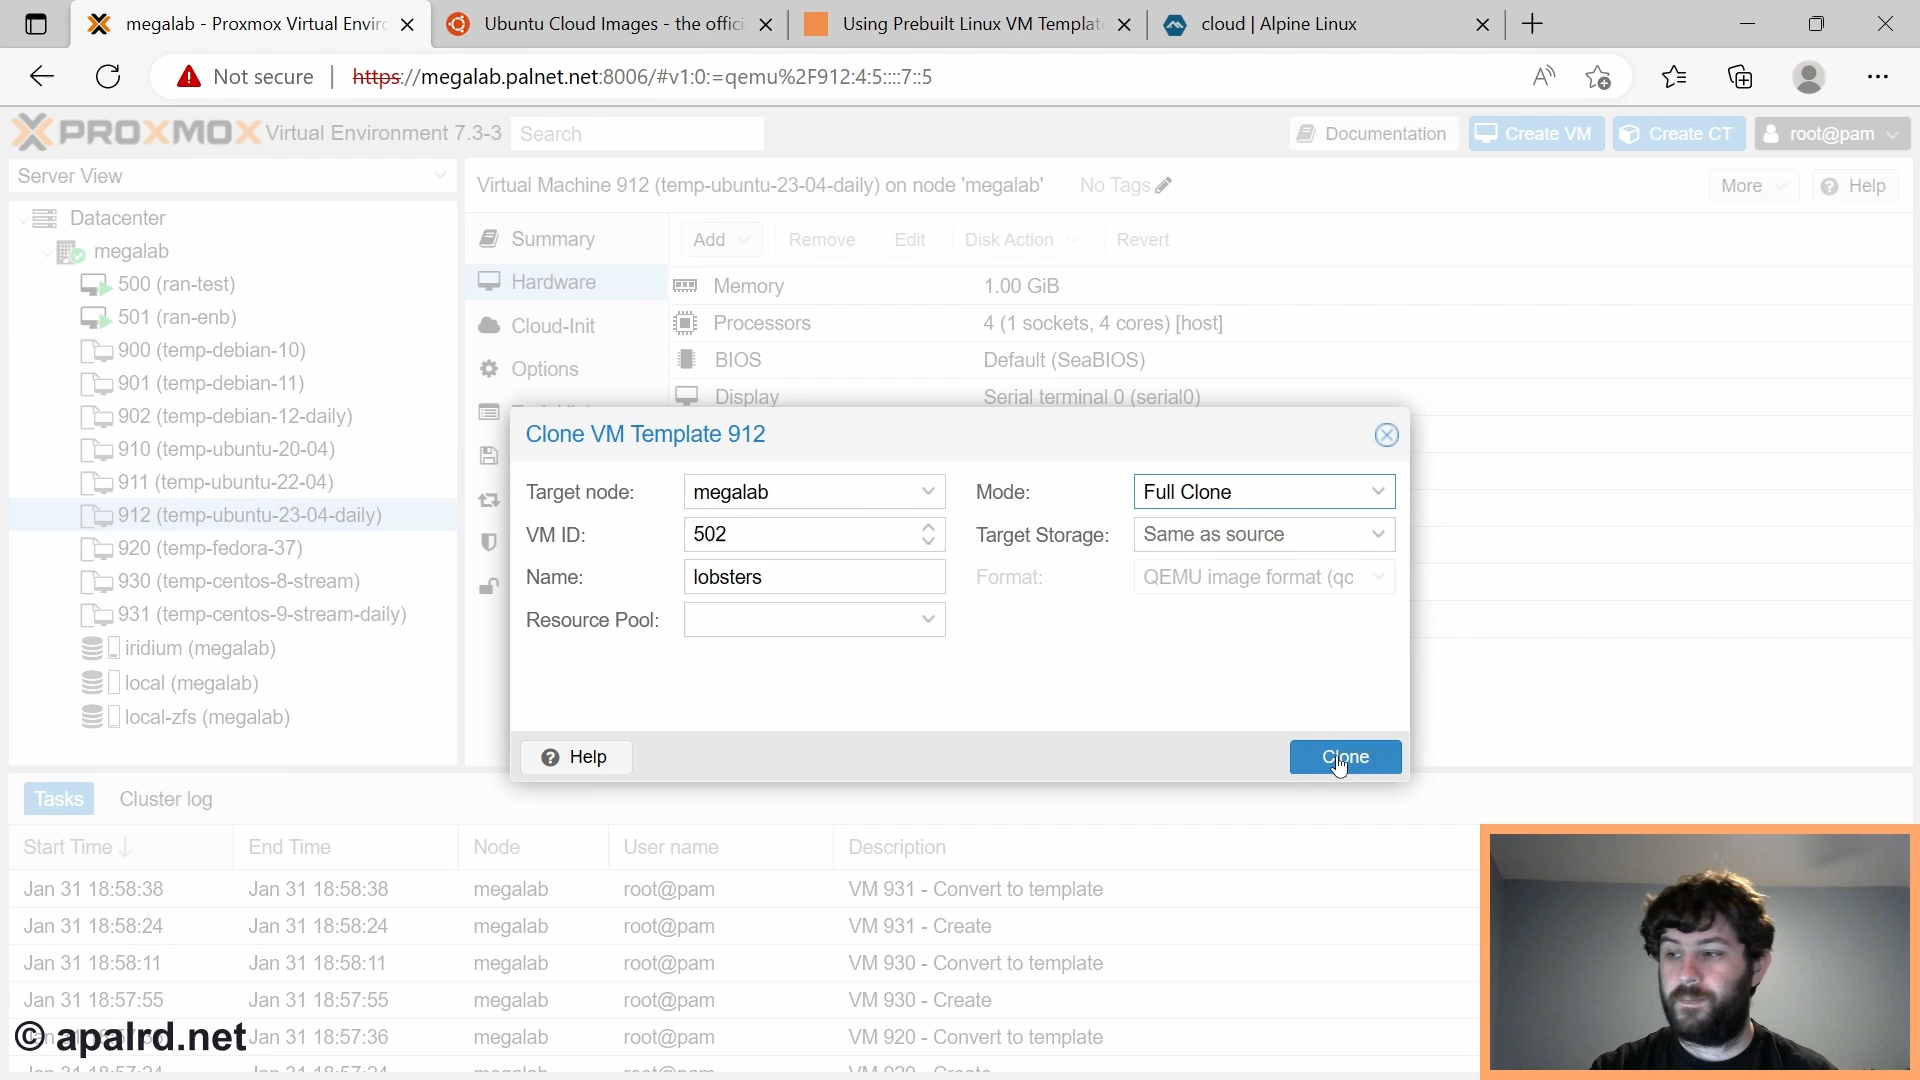 megalab - Proxmox Virtual Enviro
Ubuntu Cloud Images - the offici
Using Prebuilt Linux VM Template
cloud | Alpine Linux
Not secure
https://megalab.palnet.net:8006/#v1:0:=qemu%2F912:4:5::::7::5
PROXMOX
Virtual Environment 7.3-3
Search
Documentation
Create VM
Create CT
root@pam
Server View
Virtual Machine 912 (temp-ubuntu-23-04-daily) on node 'megalab'
No Tags
More
Help
Datacenter
megalab
500 (ran-test)
501 (ran-enb)
900 (temp-debian-10)
901 (temp-debian-11)
902 (temp-debian-12-daily)
910 (temp-ubuntu-20-04)
911 (temp-ubuntu-22-04)
912 (temp-ubuntu-23-04-daily)
920 (temp-fedora-37)
930 (temp-centos-8-stream)
931 (temp-centos-9-stream-daily)
iridium (megalab)
local (megalab)
local-zfs (megalab)
Summary
Hardware
Cloud-Init
Options
Add
Remove
Edit
Disk Action
Revert
Memory 1.00 GiB
Processors 4 (1 sockets, 4 cores) [host]
BIOS Default (SeaBIOS)
Display Serial terminal 0 (serial0)
Clone VM Template 912
Target node: megalab
VM ID: 502
Name: lobsters
Resource Pool:
Mode: Full Clone
Target Storage: Same as source
Format: QEMU image format (qc
Help
Clone
Tasks
Cluster log
Start Time End Time Node User name Description
Jan 31 18:58:38 Jan 31 18:58:38 megalab root@pam VM 931 - Convert to template
Jan 31 18:58:24 Jan 31 18:58:24 megalab root@pam VM 931 - Create
Jan 31 18:58:11 Jan 31 18:58:11 megalab root@pam VM 930 - Convert to template
Jan 31 18:57:55 Jan 31 18:57:55 megalab root@pam VM 930 - Create
Jan 31 18:57:36 megalab root@pam VM 920 - Convert to template
© apalrd.net